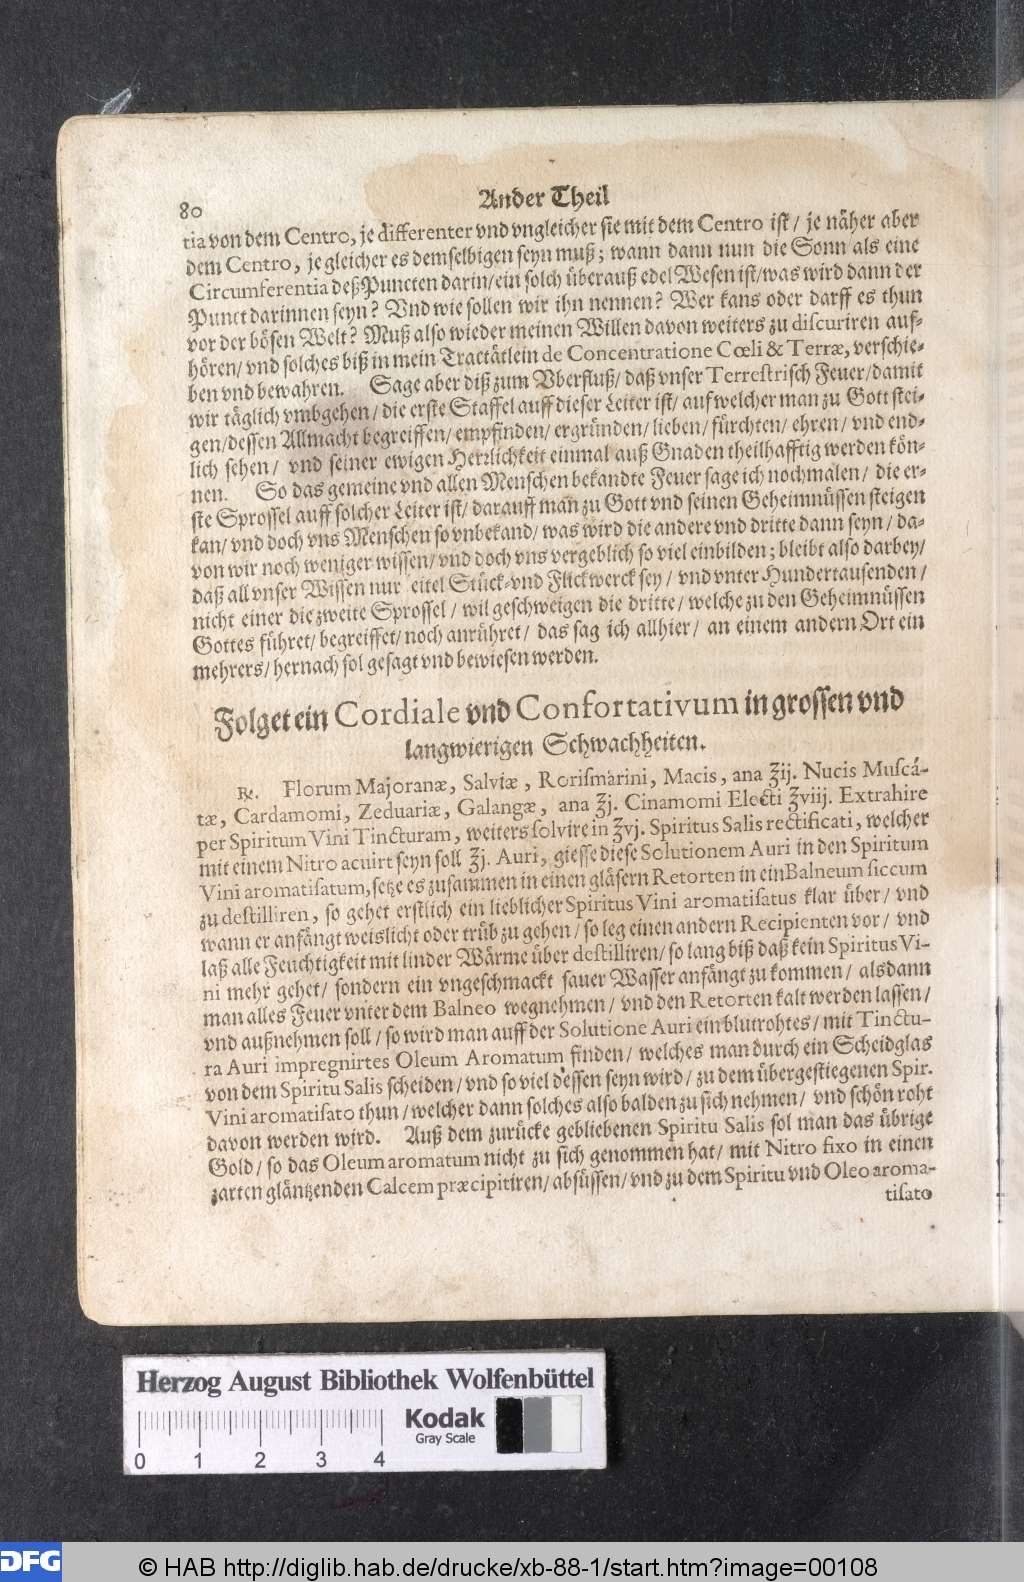 80
Ander Theil
tia von dem Centro, je differenter vnd vngleicher sie mit dem Centro ist / je näher aber
dem Centro, je gleicher es demselbigen seyn muß; wann dann nun die Sonn als eine
Circumferentia deß Puncten darin / ein solch überauß edel Wesen ist / was wird dann der
Punct darinnen seyn? Vnd wie sollen wir ihn nennen? Wer kans oder darff es thun
vor der bösen Welt? Muß also wieder meinen Willen davon weiters zu discuriren auf-
hören / vnd solches biß in mein Tractätlein de Concentratione Cœli & Terræ, verschie-
ben vnd bewahren. Sage aber diß zum Vberfluß / daß vnser Terrestrisch Feuer / damit
wir täglich vmbgehen / die erste Staffel auff dieser Leiter ist / auf welcher man zu Gott stei-
gen / dessen Allmacht begreiffen / empfinden / ergründen / lieben / fürchten / ehren / vnd end-
lich sehen / vnd seiner ewigen Herrlichkeit einmal auß Gnaden theilhafftig werden kön-
nen. So das gemeine vnd allen Menschen bekandte Feuer sage ich nochmalen / die er-
ste Sprossel auff solcher Leiter ist / darauff man zu Gott vnd seinen Geheimnüssen steigen
kan / vnd doch vns Menschen so vnbekand / was wird die andere vnd dritte dann seyn / da-
von wir noch weniger wissen / vnd doch vns vergeblich so viel einbilden; bleibt also darbey /
daß all vnser Wissen nur eitel Stück- vnd Flickwerck sey / vnd vnter Hundertausenden /
nicht einer die zweite Sprossel / wil geschweigen die dritte / welche zu den Geheimnüssen
Gottes führet / begreiffet / noch anrühret / das sag ich allhier / an einem andern Ort ein
mehrers / hernach sol gesagt vnd bewiesen werden.
Folget ein Cordiale vnd Confortativum in grossen vnd
langwierigen Schwachheiten.
℞. Florum Majoranæ, Salviæ, Rorismarini, Macis, ana ʒij. Nucis Muscá-
tæ, Cardamomi, Zeduariæ, Galangæ, ana ʒj. Cinamomi Electi ʒviij. Extrahire
per Spiritum Vini Tincturam, weiters solvire in ʒvj. Spiritus Salis rectificati, welcher
mit einem Nitro acuirt seyn soll ʒj. Auri, giesse diese Solutionem Auri in den Spiritum
Vini aromatisatum, setze es zusammen in einen gläsern Retorten in ein Balneum siccum
zu destilliren, so gehet erstlich ein lieblicher Spiritus Vini aromatisatus klar über / vnd
wann er anfängt weislicht oder trüb zu gehen / so leg einen andern Recipienten vor / vnd
laß alle Feuchtigkeit mit linder Wärme über destilliren / so lang biß daß kein Spiritus Vi-
ni mehr gehet / sondern ein vngeschmackt sauer Wasser anfängt zu kommen / alsdann
man alles Feuer vnter dem Balneo wegnehmen / vnd den Retorten kalt werden lassen /
vnd außnehmen soll / so wird man auff der Solutione Auri ein blutrohtes / mit Tinctu-
ra Auri impregnirtes Oleum Aromatum finden / welches man durch ein Scheidglas
von dem Spiritu Salis scheiden / vnd so viel dessen seyn wird / zu dem übergestiegenen Spir.
Vini aromatisato thun / welcher dann solches also balden zu sich nehmen / vnd schön roht
davon werden wird. Auß dem zurücke gebliebenen Spiritu Salis sol man das übrige
Gold / so das Oleum aromatum nicht zu sich genommen hat / mit Nitro fixo in einen
zarten gläntzenden Calcem præcipitiren / absüssen / vnd zu dem Spiritu vnd Oleo aroma-
tisato
Herzog August Bibliothek Wolfenbüttel
Kodak
Gray Scale
0 1 2 3 4
DFG
© HAB http://diglib.hab.de/drucke/xb-88-1/start.htm?image=00108